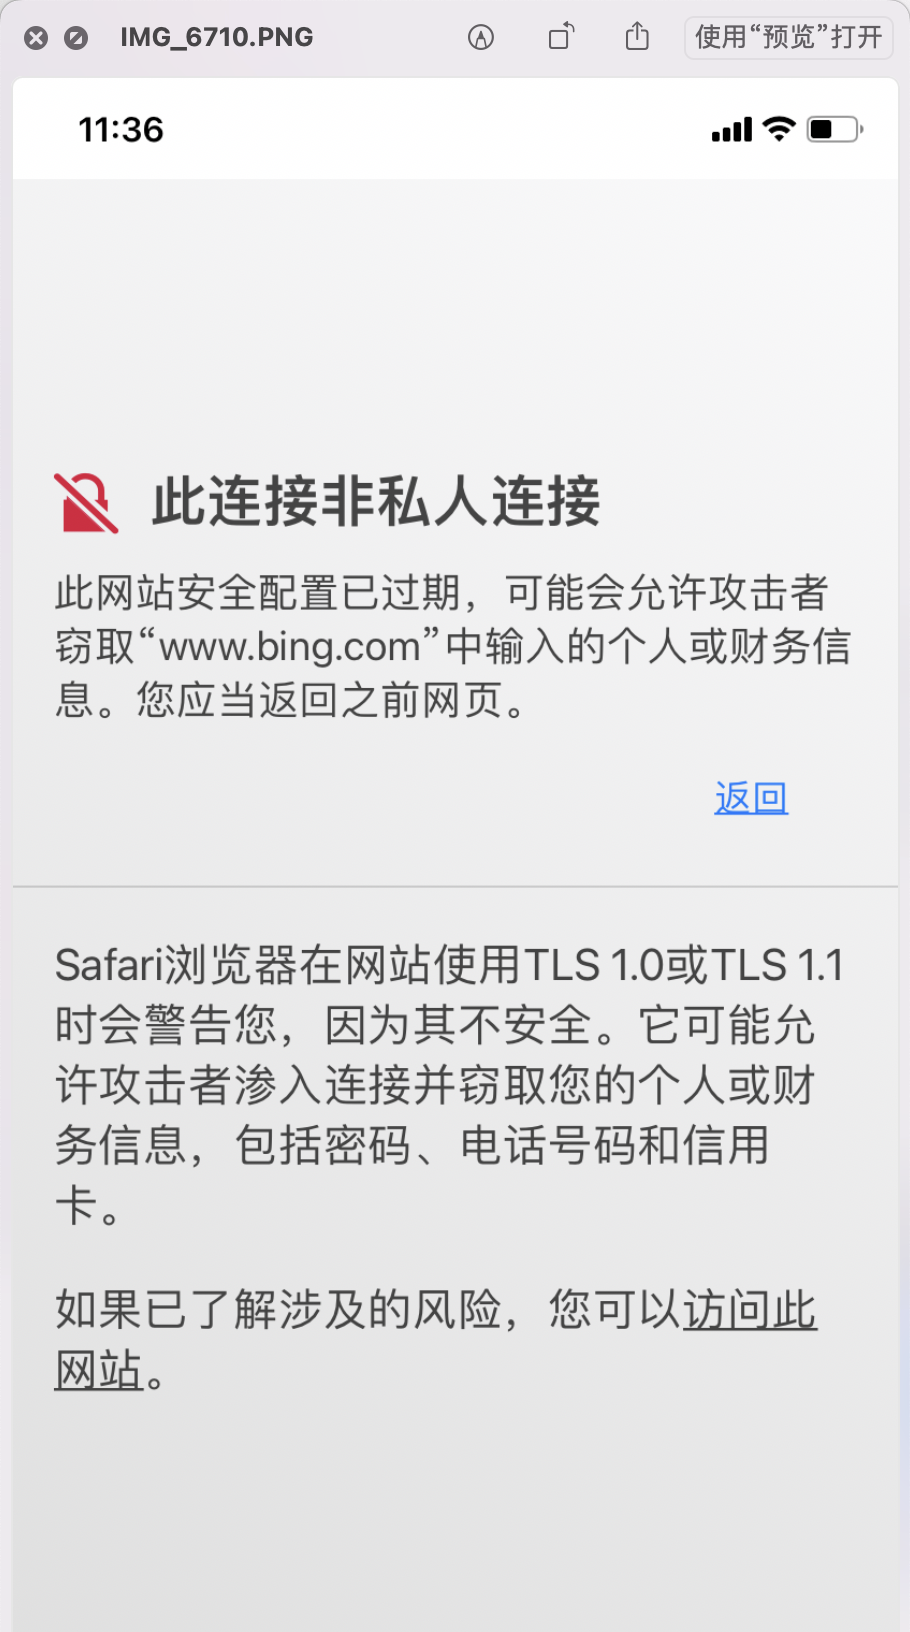 IMG_6710.PNG
使用“预览”打开
11:36
此连接非私人连接
此网站安全配置已过期，可能会允许攻击者
窃取“www.bing.com”中输入的个人或财务信
息。您应当返回之前网页。
返回
Safari浏览器在网站使用TLS 1.0或TLS 1.1
时会警告您，因为其不安全。它可能允
许攻击者渗入连接并窃取您的个人或财
务信息，包括密码、电话号码和信用
卡。
如果已了解涉及的风险，您可以访问此
网站。